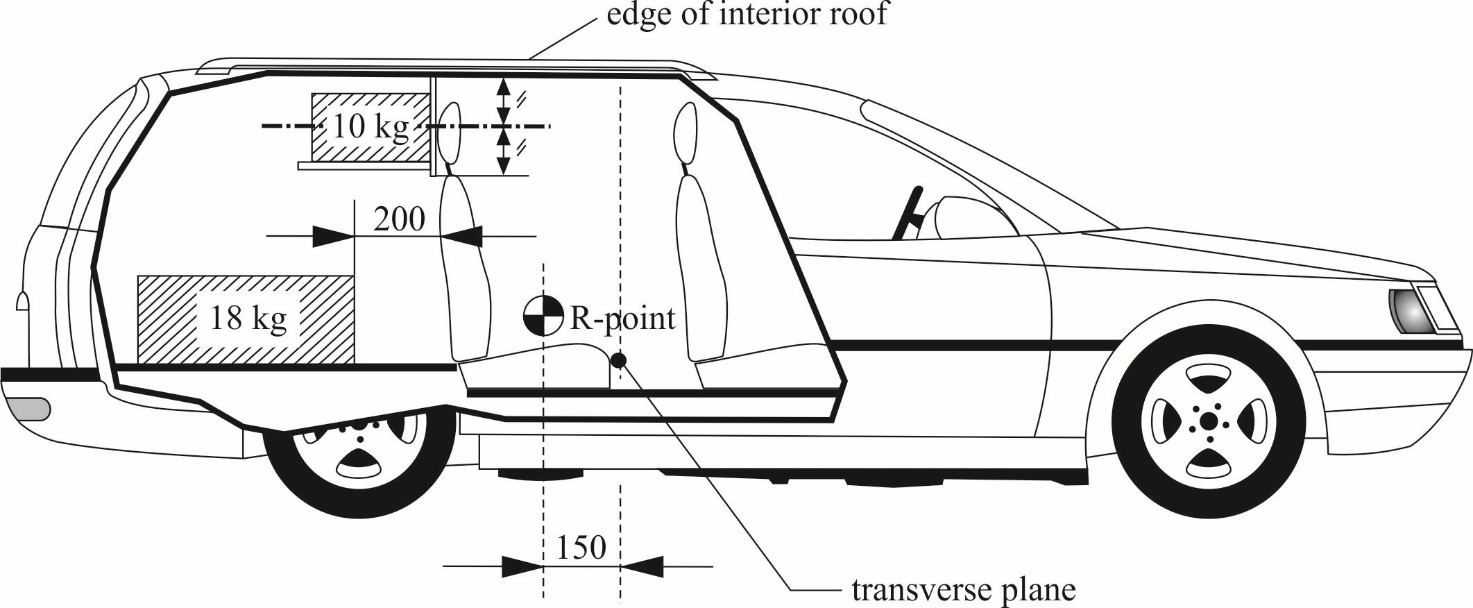 edge of interior roof
10 kg
200
18 kg
R-point
150
transverse plane